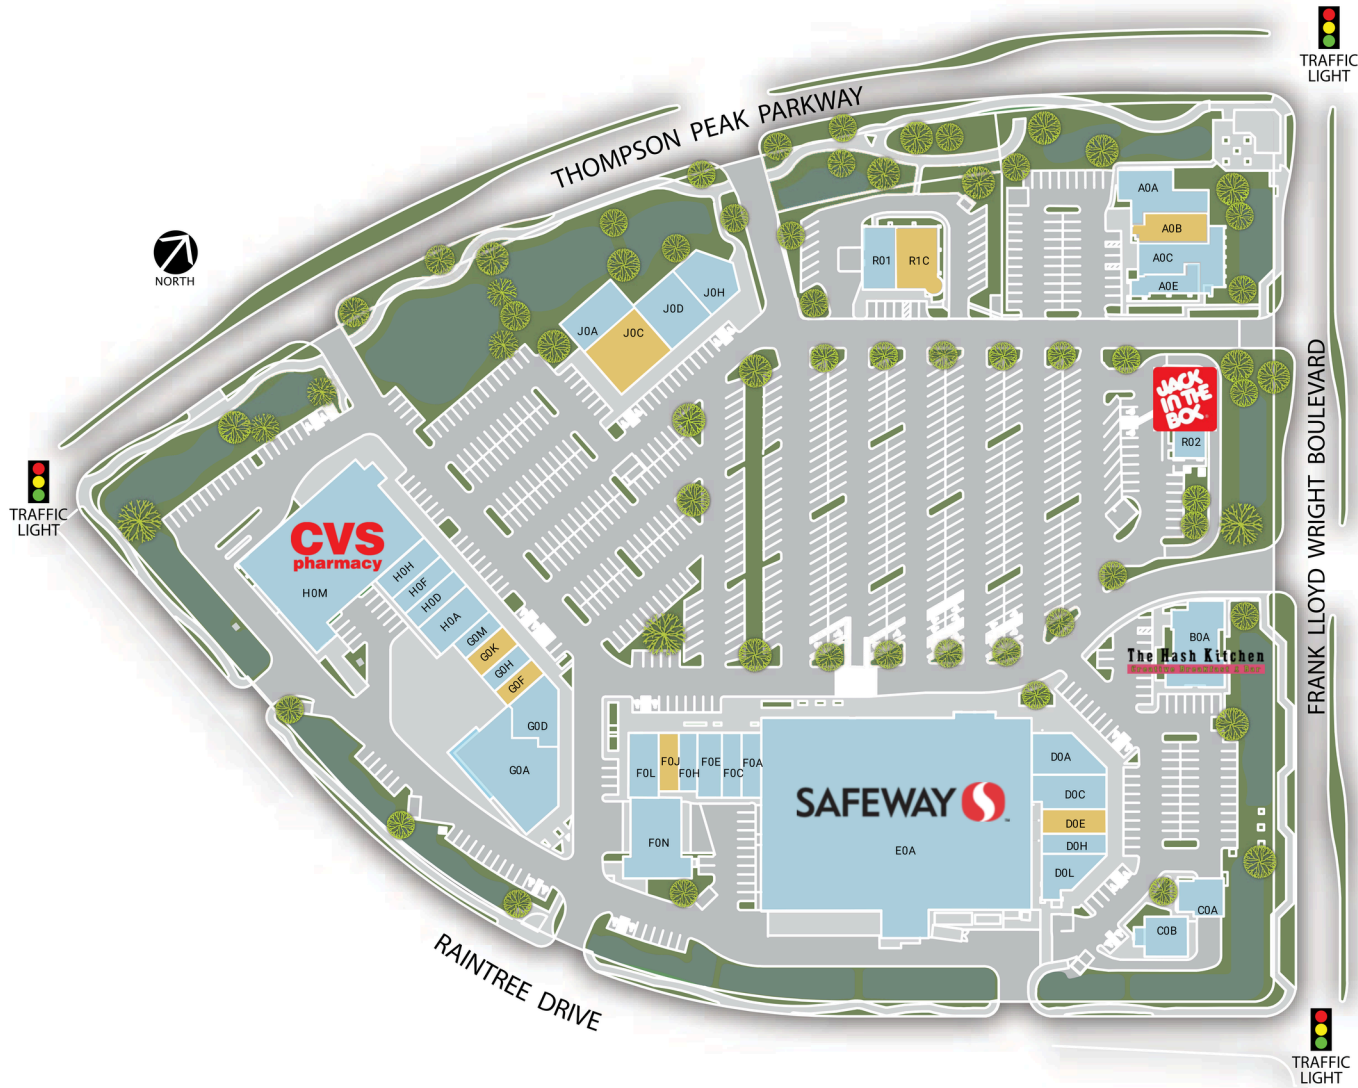 TRAFFIC
LIGHT
THOMPSON PEAK PARKWAY
NORTH
A0A
A0B
A0C
A0E
R01
R1C
J0H
J0D
J0C
J0A
JACK
IN THE
BOX
R02
FRANK LLOYD WRIGHT BOULEVARD
TRAFFIC
LIGHT
CVS
pharmacy
H0M
H0H
H0F
H0D
H0A
G0M
G0K
G0H
G0F
G0D
G0A
B0A
The Hash Kitchen
F0L
F0J
F0H
F0E
F0C
F0A
F0N
SAFEWAY
E0A
D0A
D0C
D0E
D0H
D0L
C0A
C0B
RAINTREE DRIVE
TRAFFIC
LIGHT